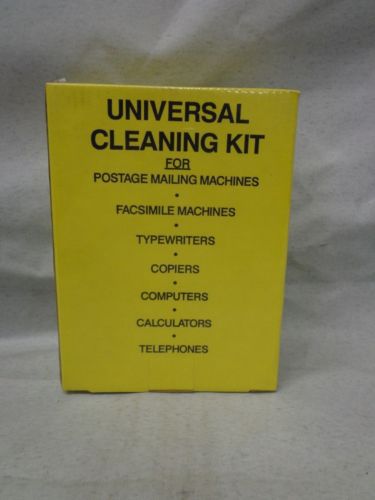 UNIVERSAL
CLEANING KIT
FOR
POSTAGE MAILING MACHINES
•
FACSIMILE MACHINES
•
TYPEWRITERS
•
COPIERS
•
COMPUTERS
•
CALCULATORS
•
TELEPHONES